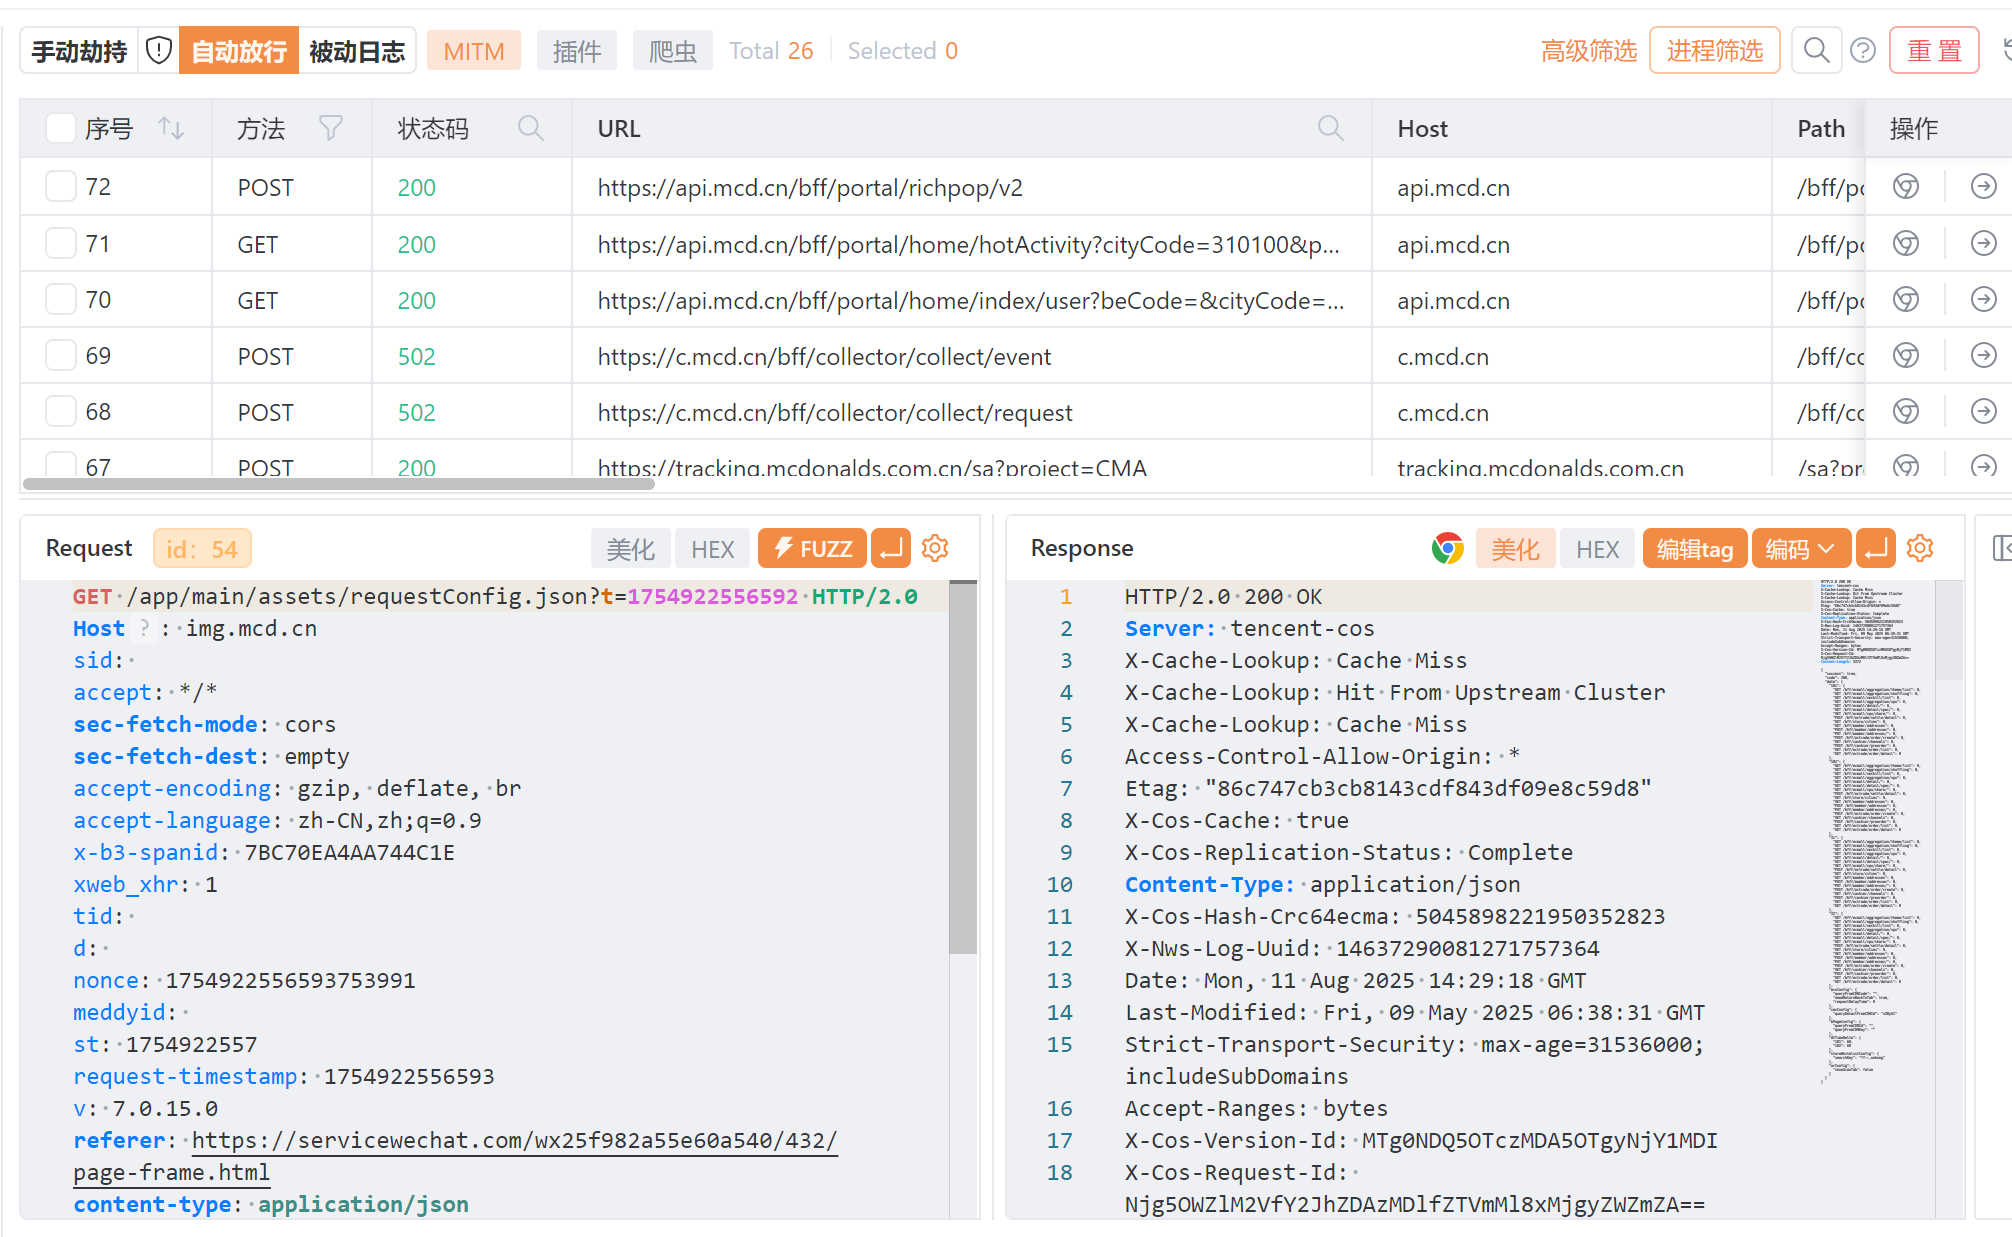 手动劫持 自动放行 被动日志 MITM 插件 爬虫 Total 26 Selected 0 高级筛选 进程筛选 重 置
序号 方法 状态码 URL Host Path 操作
72 POST 200 https://api.mcd.cn/bff/portal/richpop/v2 api.mcd.cn /bff/po
71 GET 200 https://api.mcd.cn/bff/portal/home/hotActivity?cityCode=310100&p... api.mcd.cn /bff/po
70 GET 200 https://api.mcd.cn/bff/portal/home/index/user?beCode=&cityCode=... api.mcd.cn /bff/po
69 POST 502 https://c.mcd.cn/bff/collector/collect/event c.mcd.cn /bff/co
68 POST 502 https://c.mcd.cn/bff/collector/collect/request c.mcd.cn /bff/co
67 POST 200 https://tracking.mcdonalds.com.cn/sa?project=CMA tracking.mcdonalds.com.cn /sa?pr
Request id: 54 美化 HEX FUZZ
GET /app/main/assets/requestConfig.json?t=1754922556592 HTTP/2.0
Host ? : img.mcd.cn
sid:
accept: */*
sec-fetch-mode: cors
sec-fetch-dest: empty
accept-encoding: gzip, deflate, br
accept-language: zh-CN,zh;q=0.9
x-b3-spanid: 7BC70EA4AA744C1E
xweb_xhr: 1
tid:
d:
nonce: 1754922556593753991
meddyid:
st: 1754922557
request-timestamp: 1754922556593
v: 7.0.15.0
referer: https://servicewechat.com/wx25f982a55e60a540/432/
page-frame.html
content-type: application/json
Response 美化 HEX 编辑tag 编码
1 HTTP/2.0 200 OK
2 Server: tencent-cos
3 X-Cache-Lookup: Cache Miss
4 X-Cache-Lookup: Hit From Upstream Cluster
5 X-Cache-Lookup: Cache Miss
6 Access-Control-Allow-Origin: *
7 Etag: "86c747cb3cb8143cdf843df09e8c59d8"
8 X-Cos-Cache: true
9 X-Cos-Replication-Status: Complete
10 Content-Type: application/json
11 X-Cos-Hash-Crc64ecma: 5045898221950352823
12 X-Nws-Log-Uuid: 14637290081271757364
13 Date: Mon, 11 Aug 2025 14:29:18 GMT
14 Last-Modified: Fri, 09 May 2025 06:38:31 GMT
15 Strict-Transport-Security: max-age=31536000;
includeSubDomains
16 Accept-Ranges: bytes
17 X-Cos-Version-Id: MTg0NDQ5OTczMDA5OTgyNjY1MDI
18 X-Cos-Request-Id:
Njg5OWZlM2VfY2JhZDAzMDlfZTVmMl8xMjgyZWZmZA==